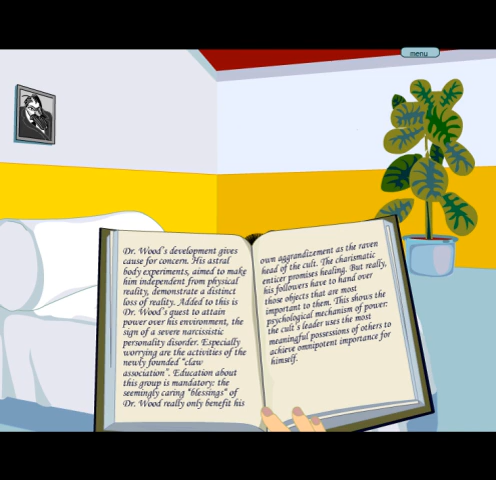 menu
Dr. Wood's development gives
cause for concern. His astral
body experiments, aimed to make
him independent from physical
reality, demonstrate a distinct
loss of reality. Added to this is
Dr. Wood's quest to attain
power over his environment, the
sign of a severe narcissistic
personality disorder. Especially
worrying are the activities of the
newly founded "claw
association". Education about
this group is mandatory: the
seemingly caring "blessings" of
Dr. Wood really only benefit his
own aggrandizement as the raven
head of the cult. The charismatic
enticer promises healing. But really,
his followers have to hand over
those objects that are most
important to them. This shows the
psychological mechanism of power:
the cult's leader uses the most
meaningful possessions of others to
achieve omnipotent importance for
himself.